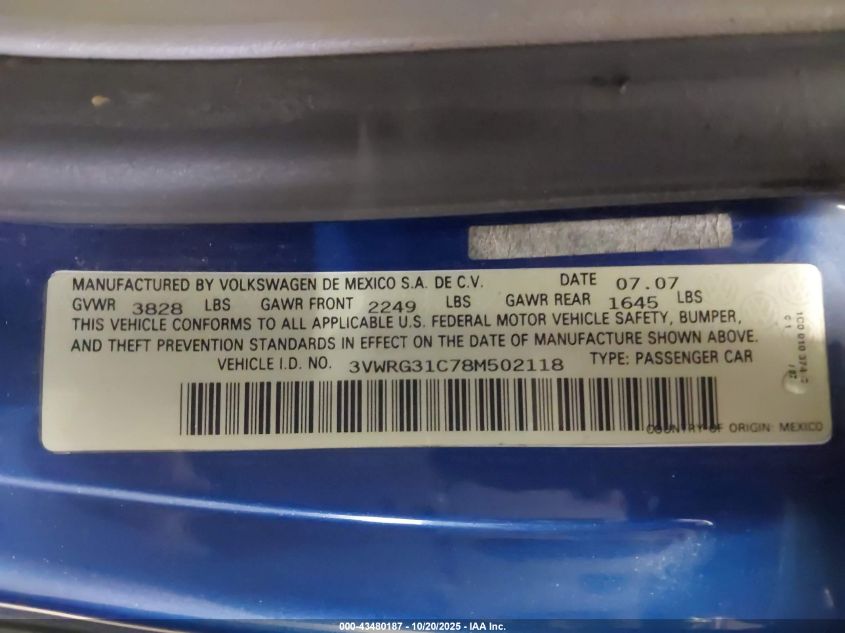 MANUFACTURED BY VOLKSWAGEN DE MEXICO S.A. DE C.V. DATE 07.07
GVWR 3828 LBS GAWR FRONT 2249 LBS GAWR REAR 1645 LBS
THIS VEHICLE CONFORMS TO ALL APPLICABLE U.S. FEDERAL MOTOR VEHICLE SAFETY, BUMPER,
AND THEFT PREVENTION STANDARDS IN EFFECT ON THE DATE OF MANUFACTURE SHOWN ABOVE.
VEHICLE I.D. NO. 3VWRG31C78M502118 TYPE: PASSENGER CAR
COUNTRY OF ORIGIN: MEXICO
1C0 010 374
000-43480187 - 10/20/2025 - IAA Inc.